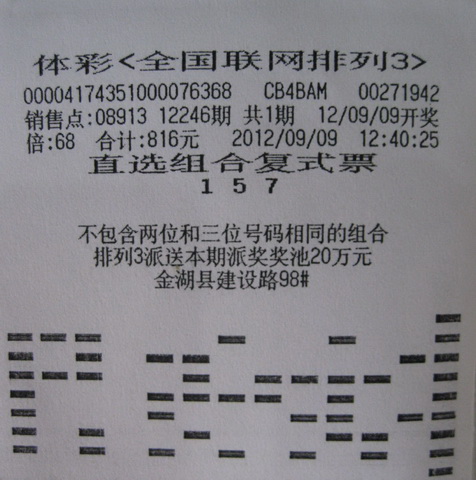 体彩<全国联网排列3>
00004174351000076368 CB4BAM 00271942
销售点:08913 12246期 共1期 12/09/09开奖
倍:68 合计:816元 2012/09/09 12:40:25
直选组合复式票
1 5 7
不包含两位和三位号码相同的组合
排列3派送本期派奖奖池20万元
金湖县建设路98#